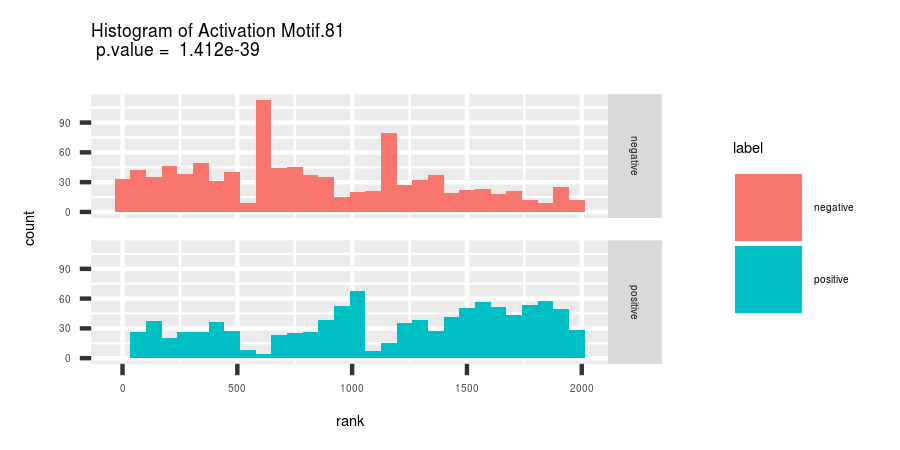 Histogram of Activation Motif.81
p.value = 1.412e-39
count
90
60
30
0
negative
90
60
30
0
positive
0 500 1000 1500 2000
rank
label
negative
positive